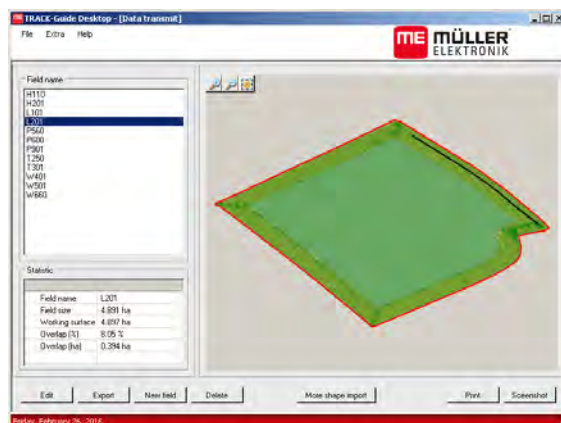 TRACK-Guide Desktop - [Data transmit]
File Extra Help
ME MÜLLER
ELEKTRONIK
Field name
H110
H201
L101
L201
P560
P600
P901
T250
T301
W401
W501
W660
Statistic
Field name L201
Field size 4.891 ha
Working surface 4.897 ha
Overlap (%) 8.05 %
Overlap (ha) 0.394 ha
Edit Export New field Delete More shape import Print Screenshot
Friday, February 26, 2016